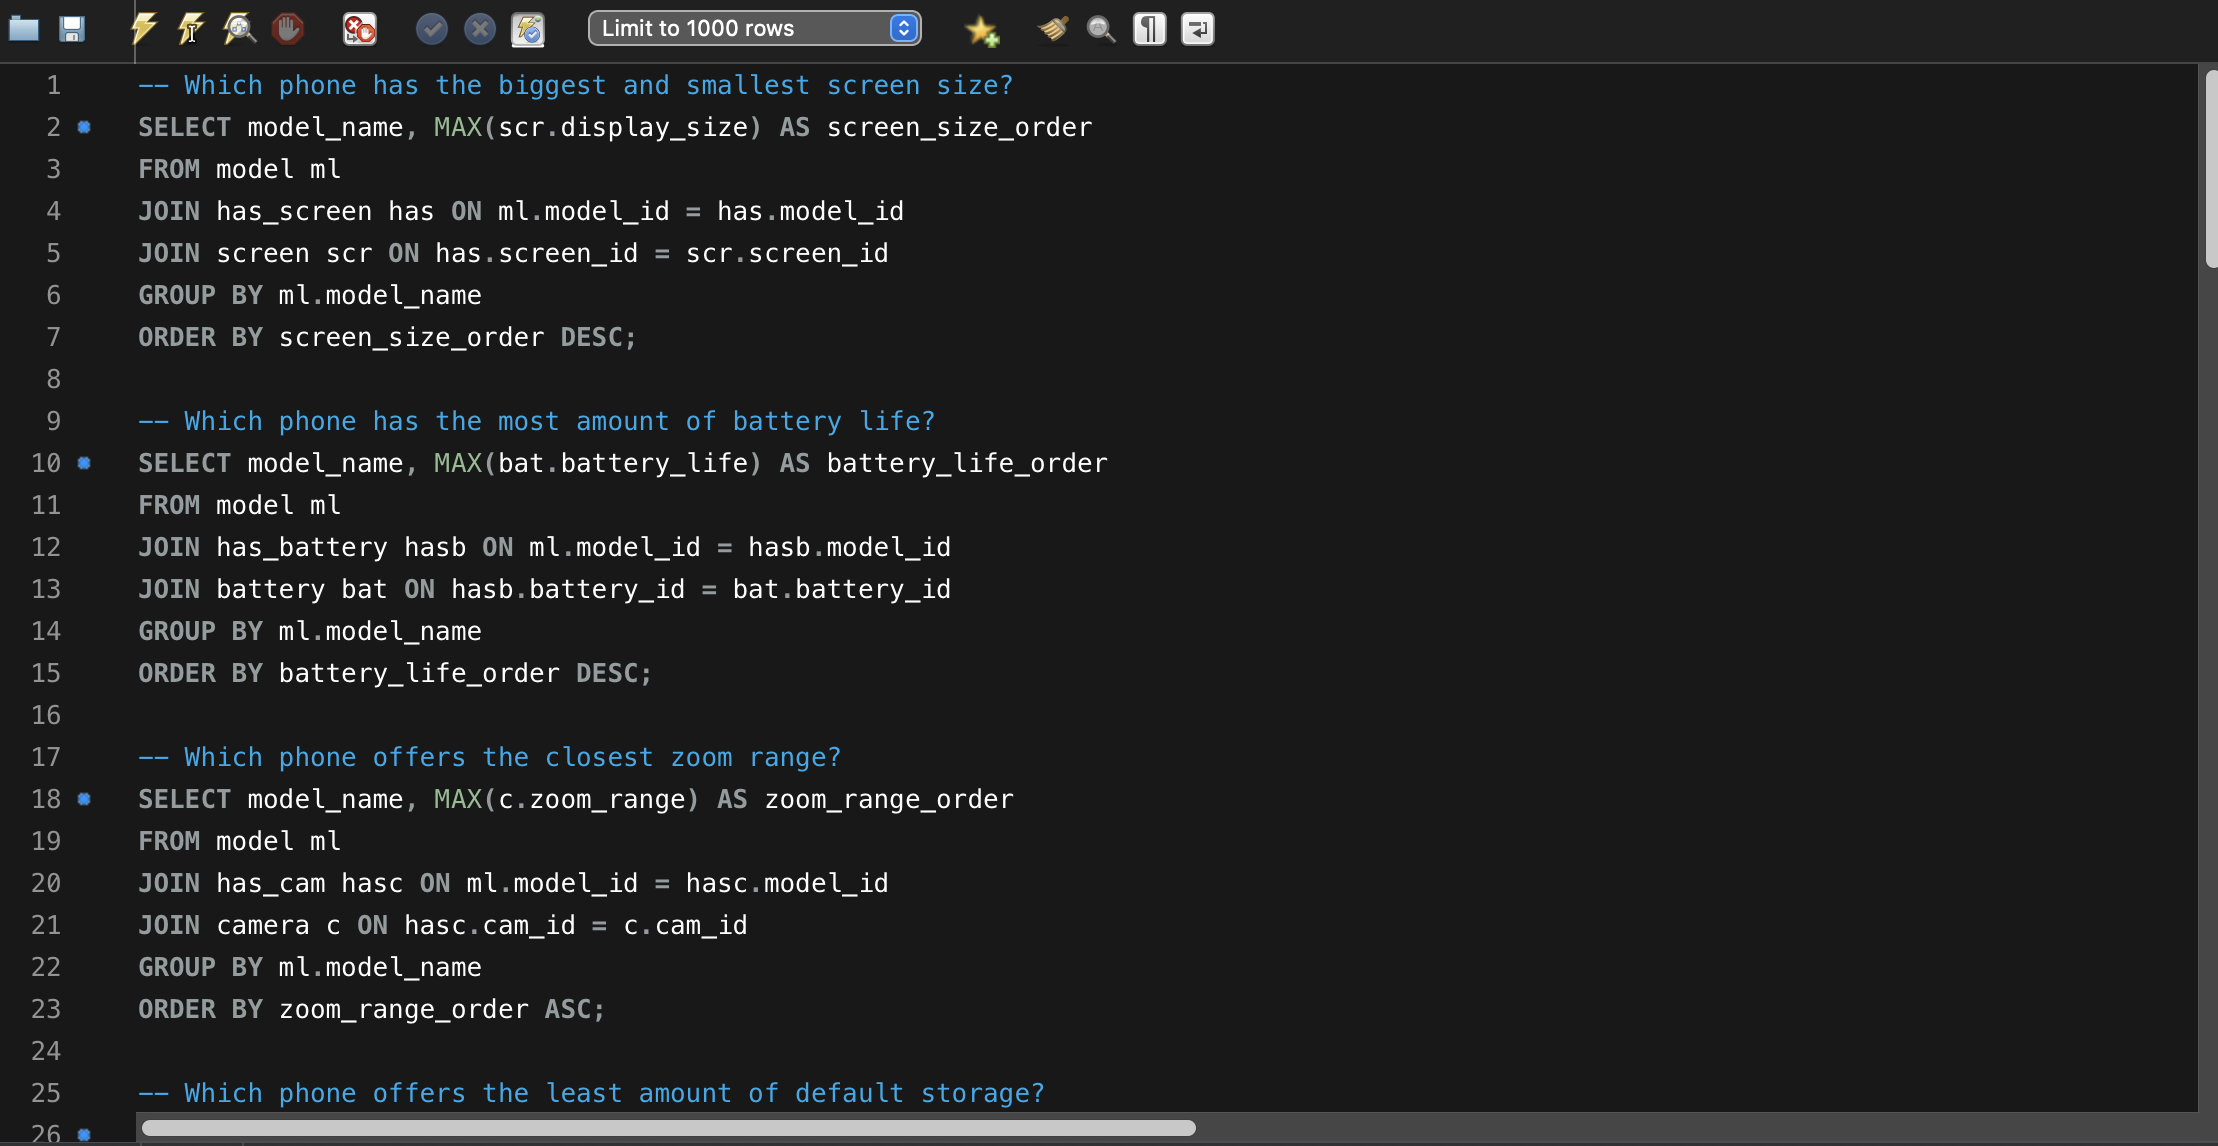 Limit to 1000 rows
1 -- Which phone has the biggest and smallest screen size?
2 SELECT model_name, MAX(scr.display_size) AS screen_size_order
3 FROM model ml
4 JOIN has_screen has ON ml.model_id = has.model_id
5 JOIN screen scr ON has.screen_id = scr.screen_id
6 GROUP BY ml.model_name
7 ORDER BY screen_size_order DESC;
8
9 -- Which phone has the most amount of battery life?
10 SELECT model_name, MAX(bat.battery_life) AS battery_life_order
11 FROM model ml
12 JOIN has_battery hasb ON ml.model_id = hasb.model_id
13 JOIN battery bat ON hasb.battery_id = bat.battery_id
14 GROUP BY ml.model_name
15 ORDER BY battery_life_order DESC;
16
17 -- Which phone offers the closest zoom range?
18 SELECT model_name, MAX(c.zoom_range) AS zoom_range_order
19 FROM model ml
20 JOIN has_cam hasc ON ml.model_id = hasc.model_id
21 JOIN camera c ON hasc.cam_id = c.cam_id
22 GROUP BY ml.model_name
23 ORDER BY zoom_range_order ASC;
24
25 -- Which phone offers the least amount of default storage?
26